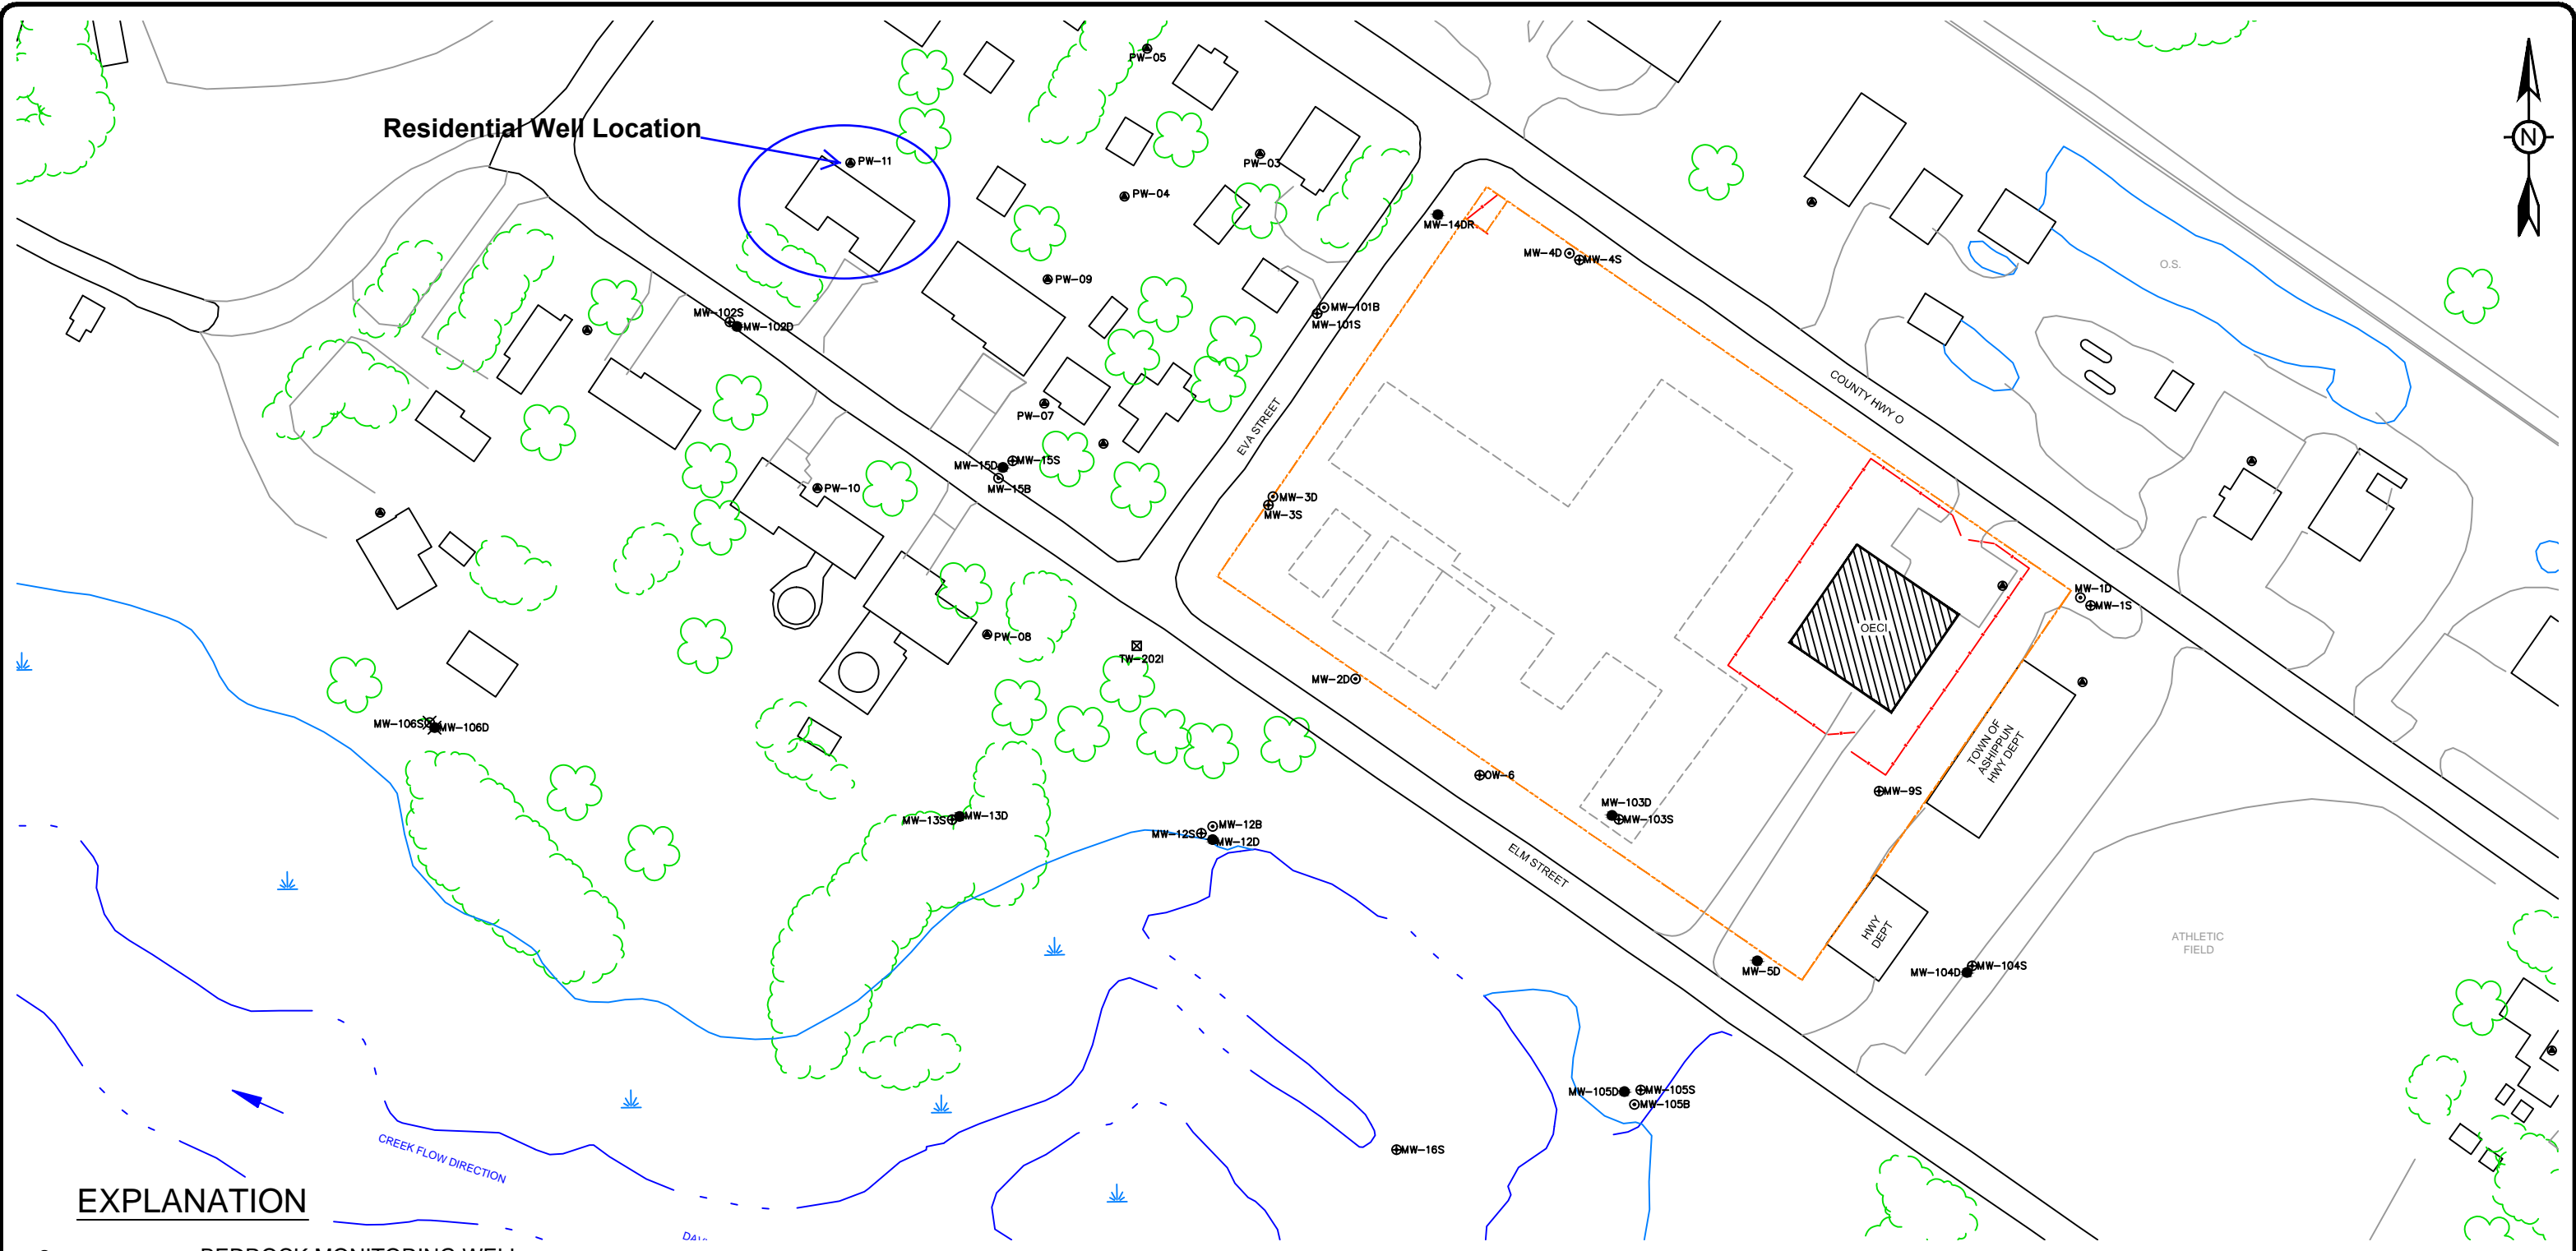 PW-05
Residential Well Location
PW-11
PW-03
PW-04
MW-14DR
MW-4D
MW-4S
O.S.
PW-09
MW-101B
MW-101S
MW-102S
MW-102D
COUNTY HWY O
PW-07
EVA STREET
MW-15D
MW-15S
MW-15B
PW-10
MW-3D
MW-3S
N
MW-1D
MW-1S
OECI
PW-08
TW-202I
MW-2D
MW-106S
MW-106D
TOWN OF
ASHIPPUN
HWY DEPT
OW-6
MW-9S
MW-103D
MW-103S
MW-13S
MW-13D
MW-12B
MW-12S
MW-12D
ELM STREET
HWY
DEPT
ATHLETIC
FIELD
MW-5D
MW-104D
MW-104S
MW-105D
MW-105S
MW-105B
MW-16S
CREEK FLOW DIRECTION
EXPLANATION
BEDROCK MONITORING WELL